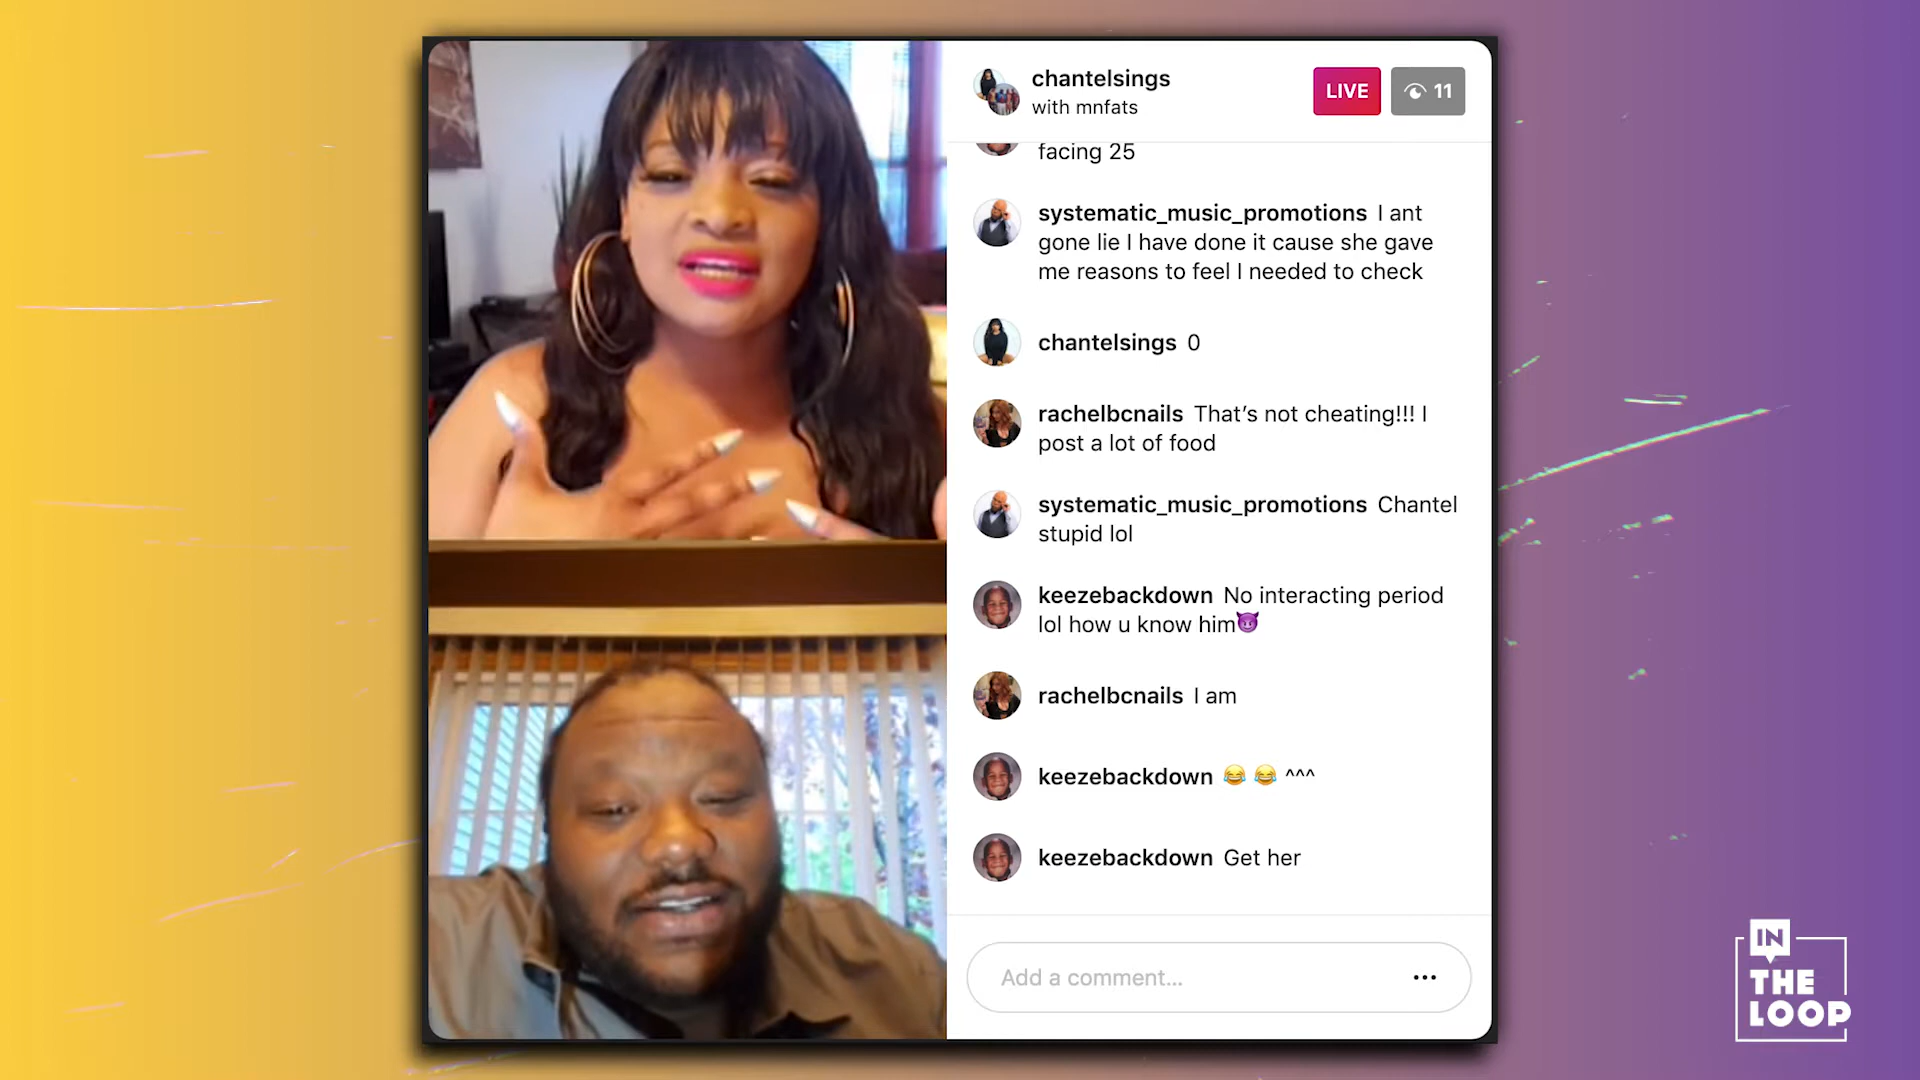 chantelsings
with mnfats
LIVE
11
facing 25
systematic_music_promotions I ant
gone lie I have done it cause she gave
me reasons to feel I needed to check
chantelsings 0
rachelbcnails That’s not cheating!!! I
post a lot of food
systematic_music_promotions Chantel
stupid lol
keezebackdown No interacting period
lol how u know him😈
rachelbcnails I am
keezebackdown 😂 😂 ^^^
keezebackdown Get her
Add a comment...
IN
THE
LOOP